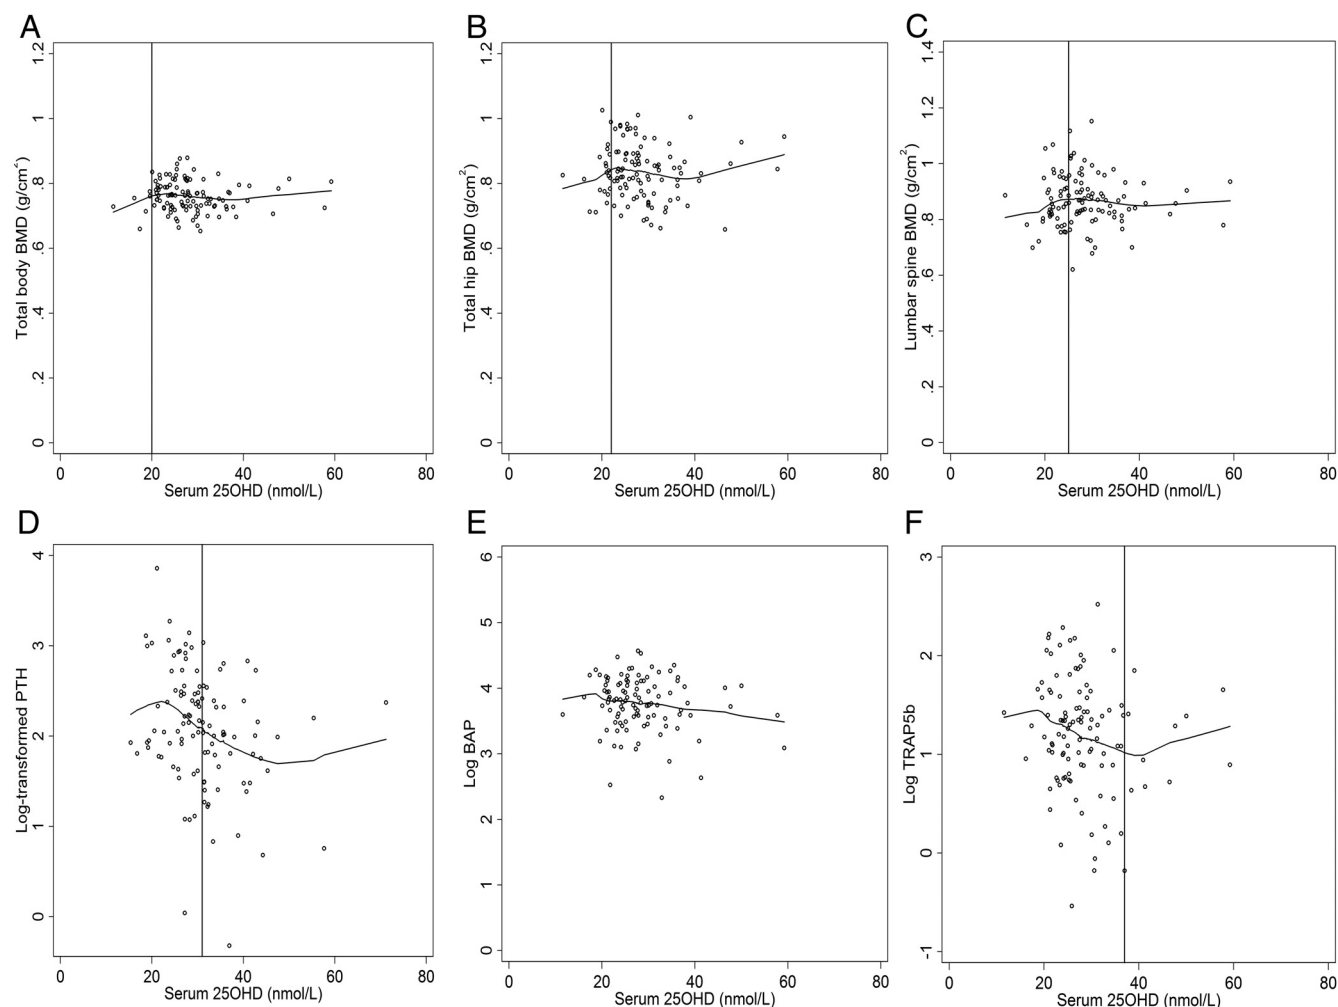 A
1.2
1
.8
.6
.4
.2
0
Total body BMD (g/cm²)
0 20 40 60 80
Serum 25OHD (nmol/L)
B
1.2
1
.8
.6
.4
.2
0
Total hip BMD (g/cm²)
0 20 40 60 80
Serum 25OHD (nmol/L)
C
1.4
1.2
1
.8
.6
.4
.2
0
Lumbar spine BMD (g/cm²)
0 20 40 60 80
Serum 25OHD (nmol/L)
D
4
3
2
1
0
Log-transformed PTH
0 20 40 60 80
Serum 25OHD (nmol/L)
E
6
5
4
3
2
1
0
Log BAP
0 20 40 60 80
Serum 25OHD (nmol/L)
F
3
2
1
0
-1
Log TRAP5b
0 20 40 60 80
Serum 25OHD (nmol/L)